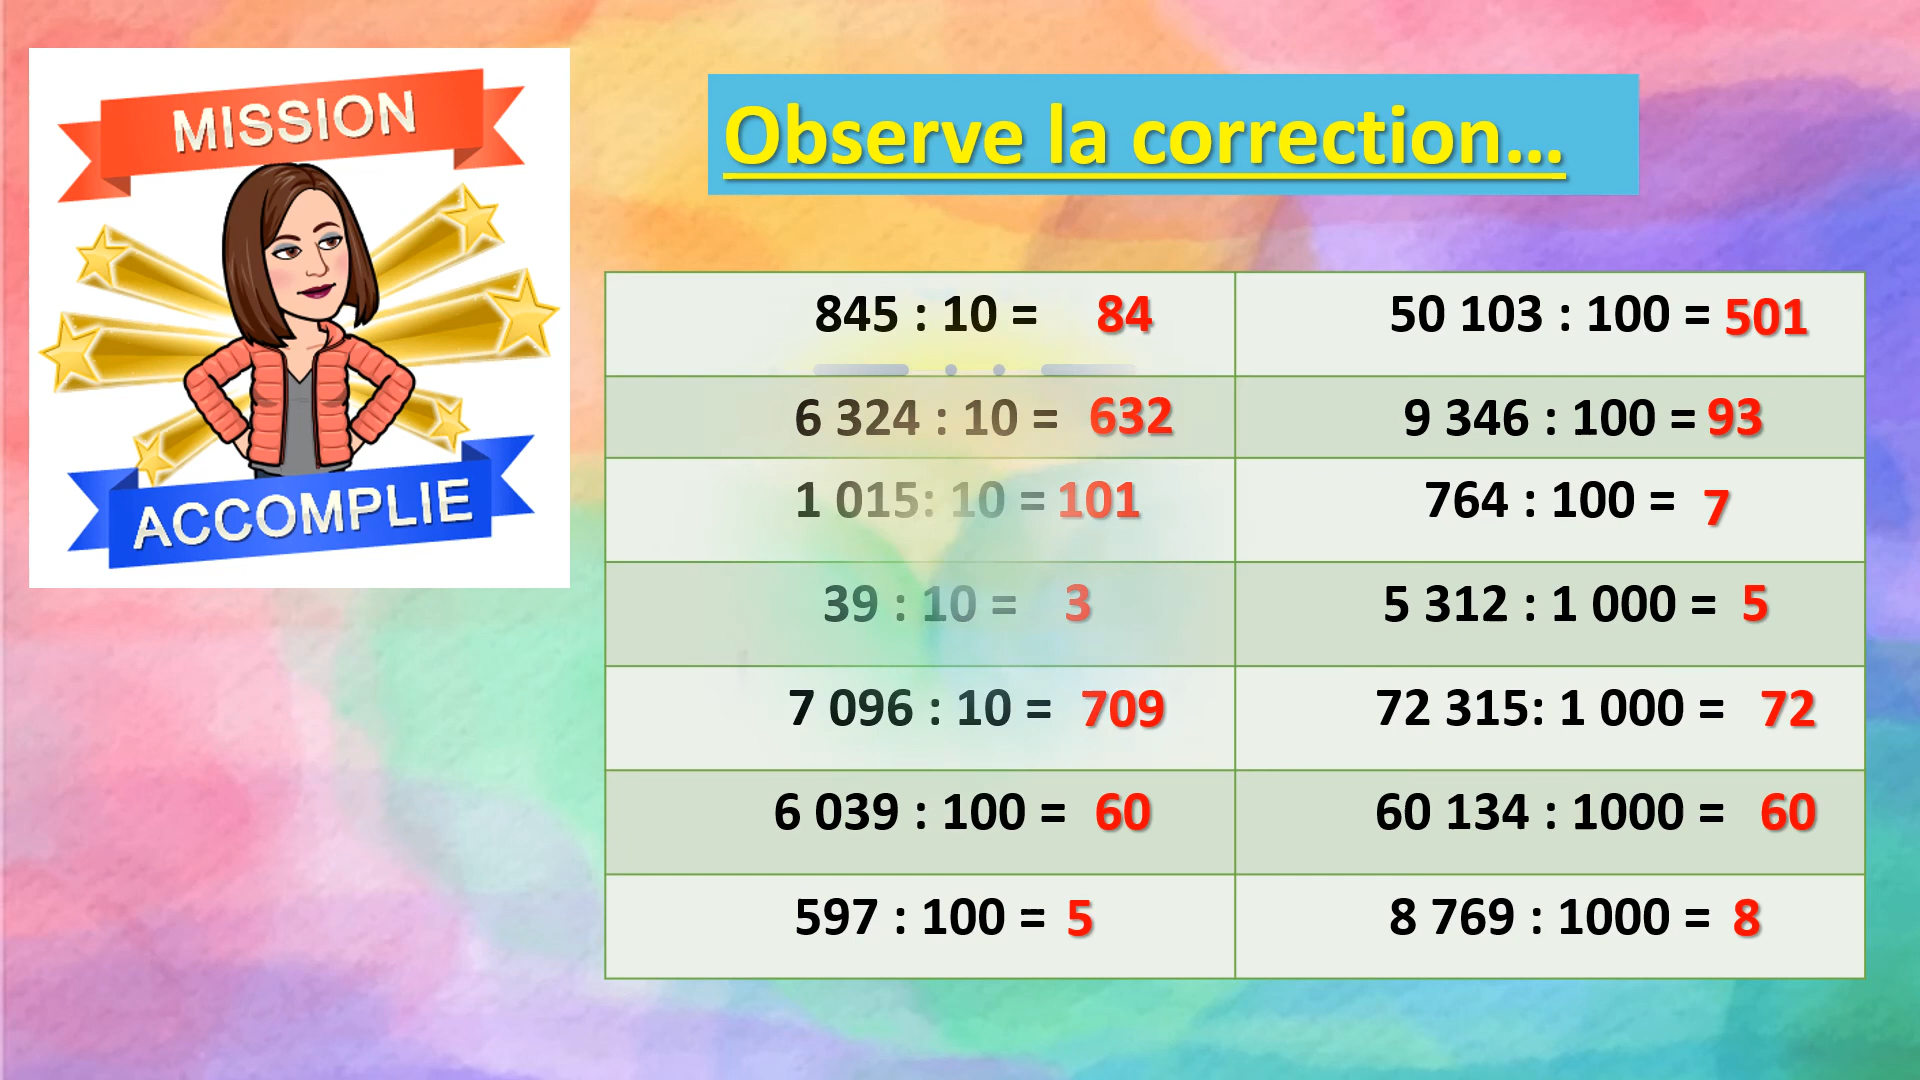 MISSION
ACCOMPLIE
Observe la correction...
845 : 10 = 84
50 103 : 100 = 501
6 324 : 10 = 632
9 346 : 100 = 93
1 015: 10 = 101
764 : 100 = 7
39 : 10 = 3
5 312 : 1 000 = 5
7 096 : 10 = 709
72 315: 1 000 = 72
6 039 : 100 = 60
60 134 : 1000 = 60
597 : 100 = 5
8 769 : 1000 = 8